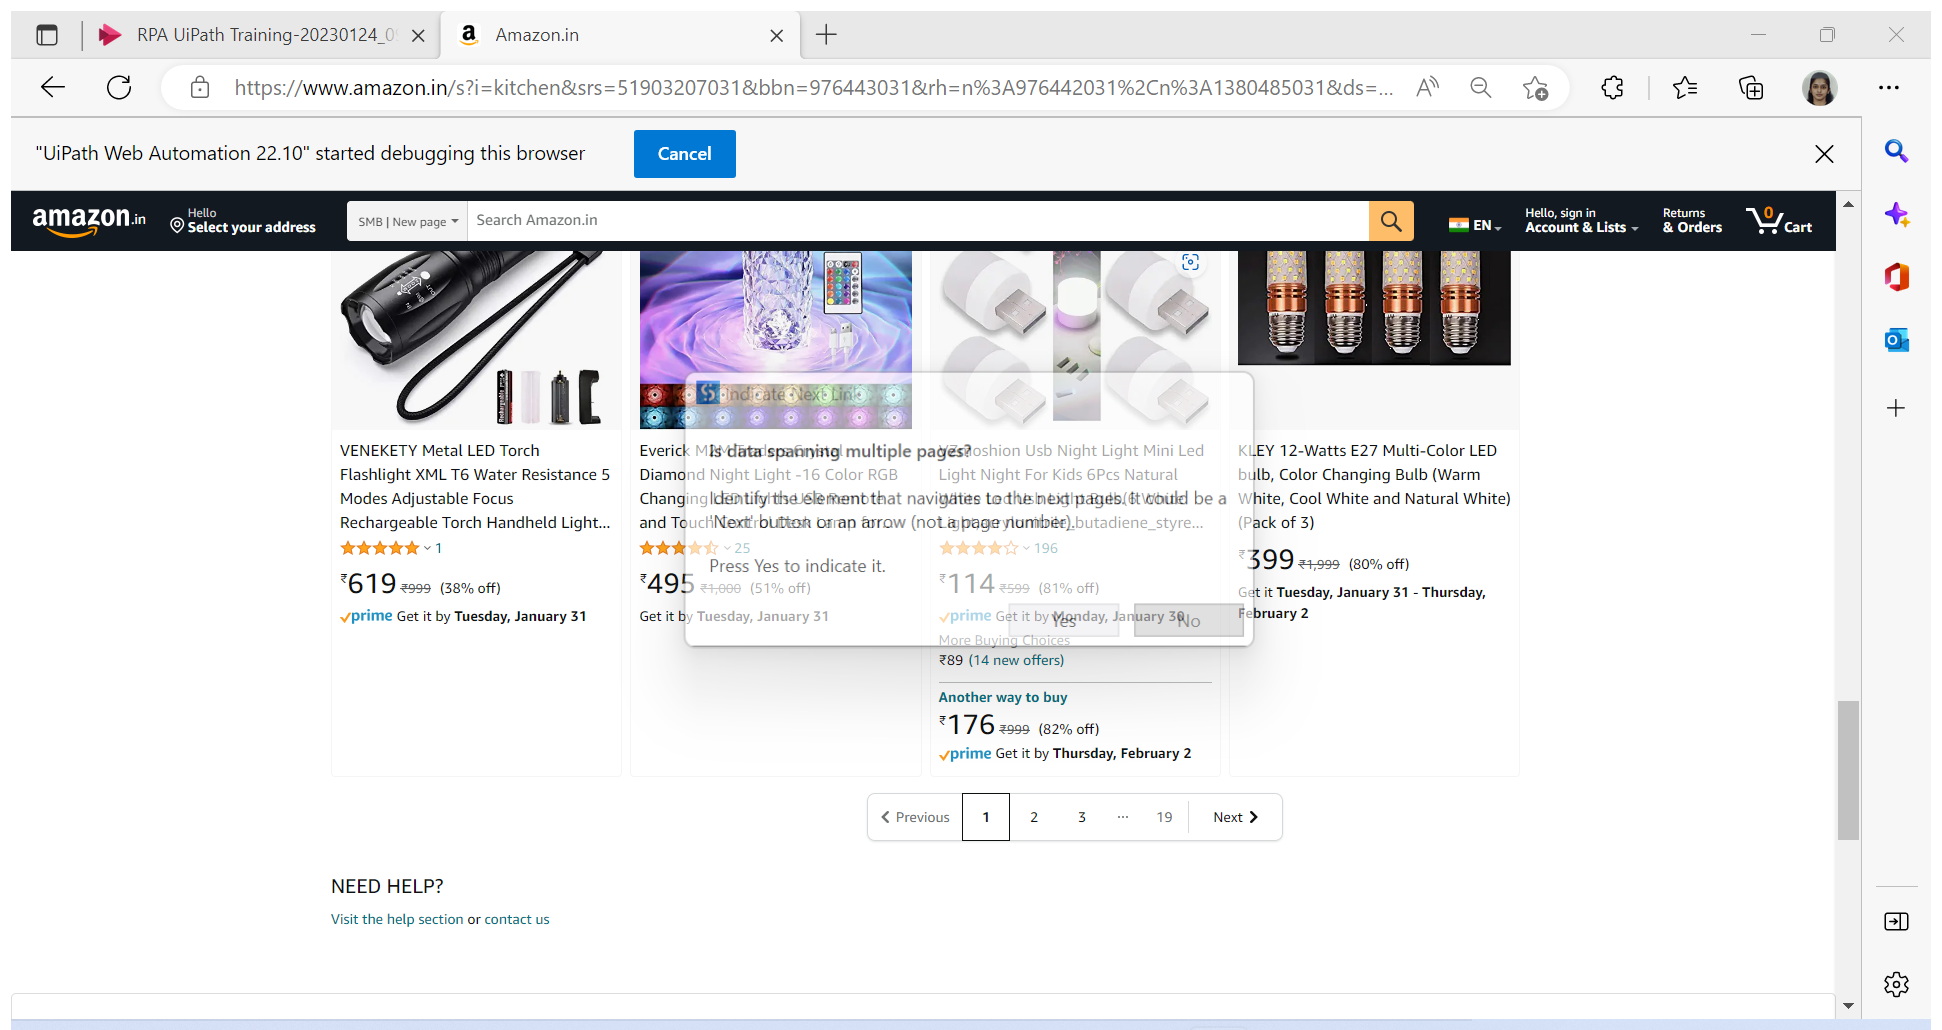 RPA UiPath Training-20230124_0
Amazon.in
https://www.amazon.in/s?i=kitchen&srs=51903207031&bbn=976443031&rh=n%3A976442031%2Cn%3A1380485031&ds=...
"UiPath Web Automation 22.10" started debugging this browser
Cancel
amazon.in
Hello
Select your address
SMB | New page
Search Amazon.in
EN
Hello, sign in
Account & Lists
Returns
& Orders
0
Cart
Indicate Next Link
Is data spanning multiple pages?
Identify the element that navigates to the next pages. It could be a
'Next' button or an arrow (not a page number).
Press Yes to indicate it.
Yes
No
VENEKETY Metal LED Torch
Flashlight XML T6 Water Resistance 5
Modes Adjustable Focus
Rechargeable Torch Handheld Light...
1
₹619 ₹999 (38% off)
prime Get it by Tuesday, January 31
Everick
Diamond Night Light -16 Color RGB
Changing
and Touch
25
₹495 ₹1,000 (51% off)
Get it by Tuesday, January 31
Usb Night Light Mini Led
Light Night For Kids 6Pcs Natural
196
₹114 ₹599 (81% off)
prime Get it by Monday, January 30
More Buying Choices
₹89 (14 new offers)
Another way to buy
₹176 ₹999 (82% off)
prime Get it by Thursday, February 2
KLEY 12-Watts E27 Multi-Color LED
bulb, Color Changing Bulb (Warm
White, Cool White and Natural White)
(Pack of 3)
₹399 ₹1,999 (80% off)
Get it Tuesday, January 31 - Thursday,
February 2
Previous 1 2 3 ... 19 Next
NEED HELP?
Visit the help section or contact us